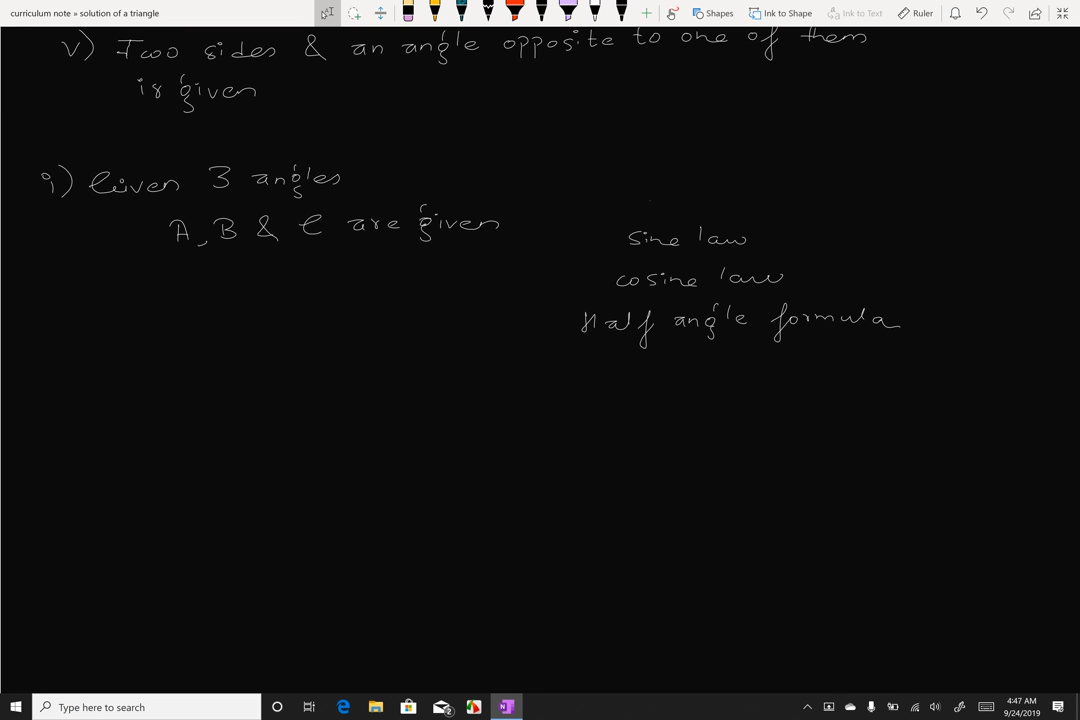 curriculum note » solution of a triangle
Shapes
Ink to Shape
Ink to Text
Ruler
V) Two sides & an angle opposite to one of them
is given
i) Given 3 angles
A, B & C are given
sine law
cosine law
Half angle formula
Type here to search
2
4:47 AM
9/24/2019